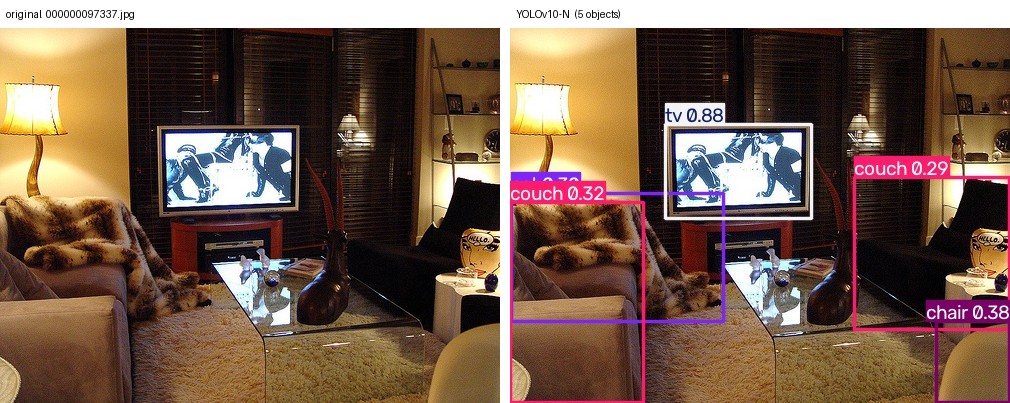 original 000000097337.jpg
YOLOv10-N (5 objects)
tv 0.88
couch 0.32
couch 0.29
chair 0.38
HELLO.
HELLO.